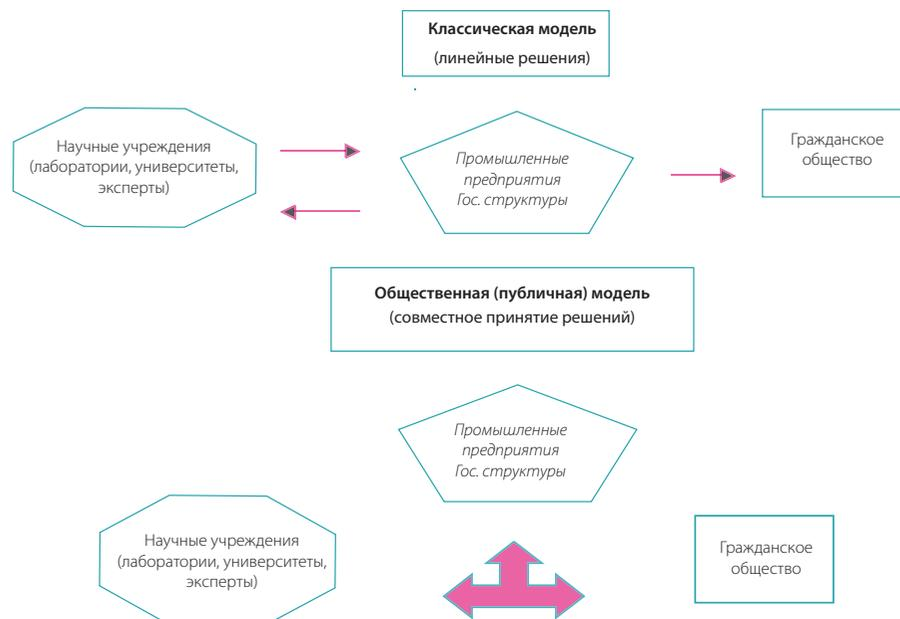 Классическая модель
(линейные решения)
Научные учреждения
(лаборатории, университеты,
эксперты)
Промышленные
предприятия
Гос. структуры
Гражданское
общество
Общественная (публичная) модель
(совместное принятие решений)
Промышленные
предприятия
Гос. структуры
Научные учреждения
(лаборатории, университеты,
эксперты)
Гражданское
общество